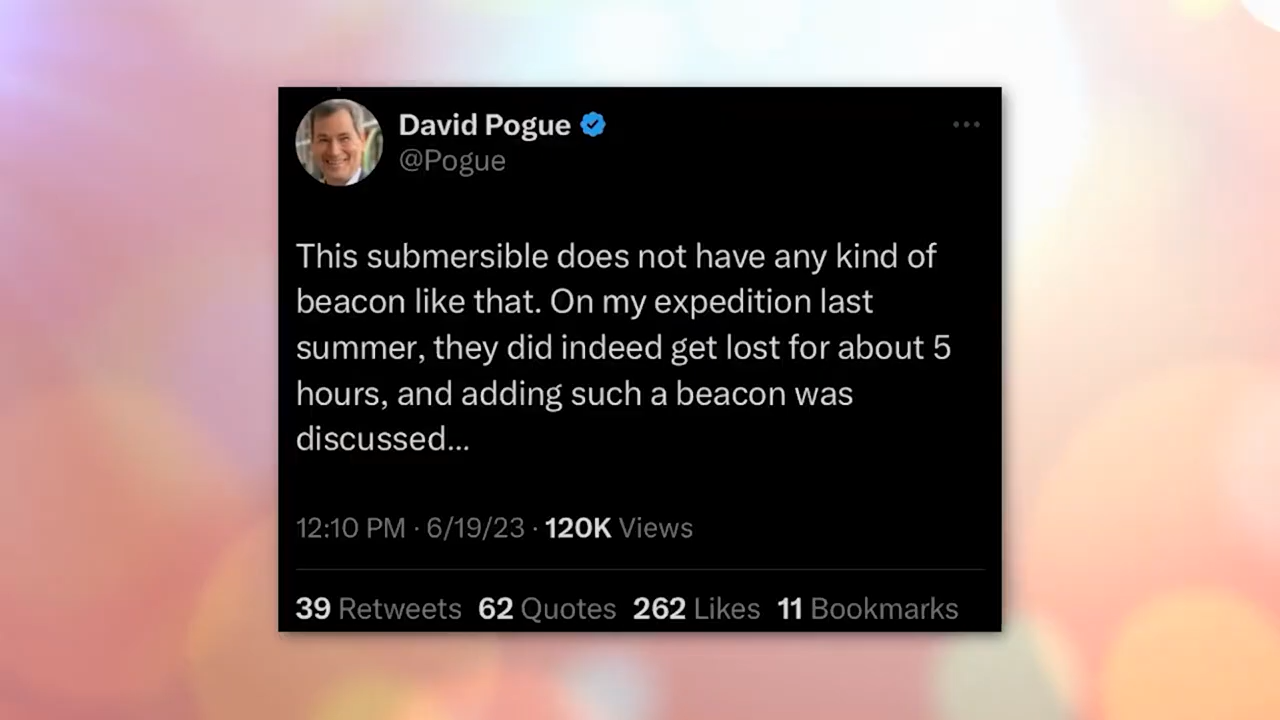 David Pogue
@Pogue
This submersible does not have any kind of
beacon like that. On my expedition last
summer, they did indeed get lost for about 5
hours, and adding such a beacon was
discussed...
12:10 PM · 6/19/23 · 120K Views
39 Retweets 62 Quotes 262 Likes 11 Bookmarks